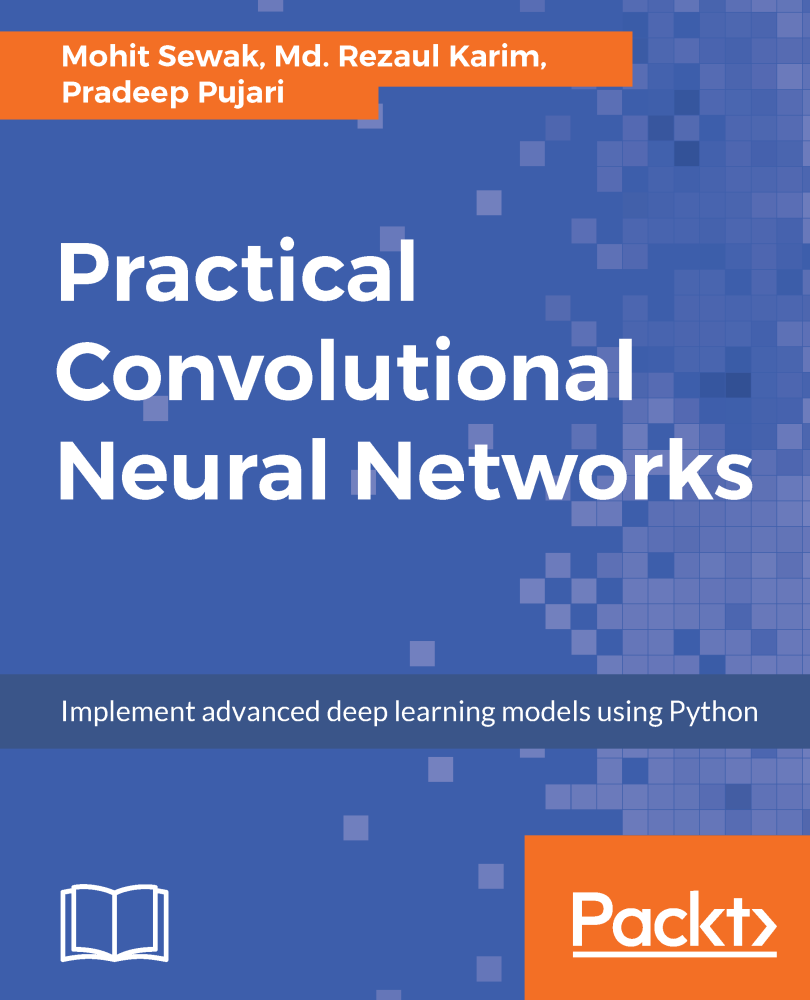 Mohit Sewak, Md. Rezaul Karim,
Pradeep Pujari
Practical
Convolutional
Neural Networks
Implement advanced deep learning models using Python
Packt